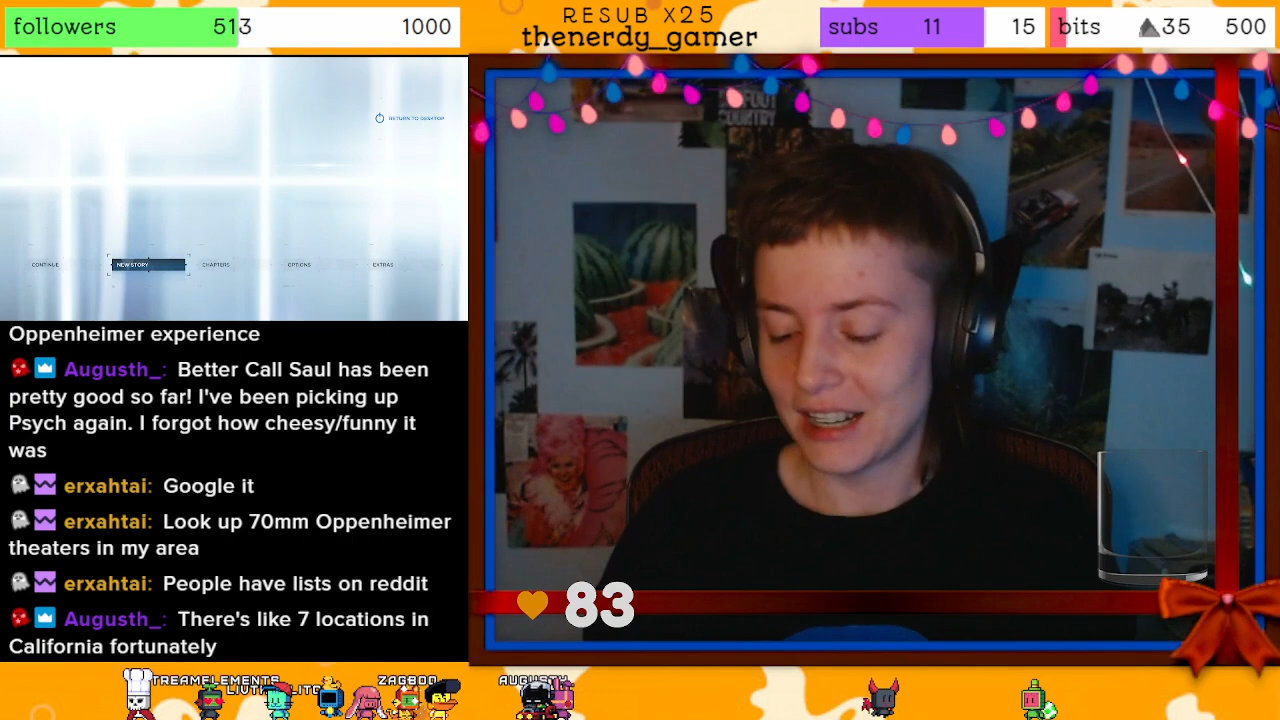 followers 513 1000
RESUB X25
thenerdy_gamer
subs 11 15
bits 35 500
RETURN TO DESKTOP
CONTINUE
NEW STORY
CHAPTERS
OPTIONS
EXTRAS
COUNTRY
Oppenheimer experience
Augusth_: Better Call Saul has been
pretty good so far! I've been picking up
Psych again. I forgot how cheesy/funny it
was
erxahtai: Google it
erxahtai: Look up 70mm Oppenheimer
theaters in my area
erxahtai: People have lists on reddit
Augusth_: There's like 7 locations in
California fortunately
83